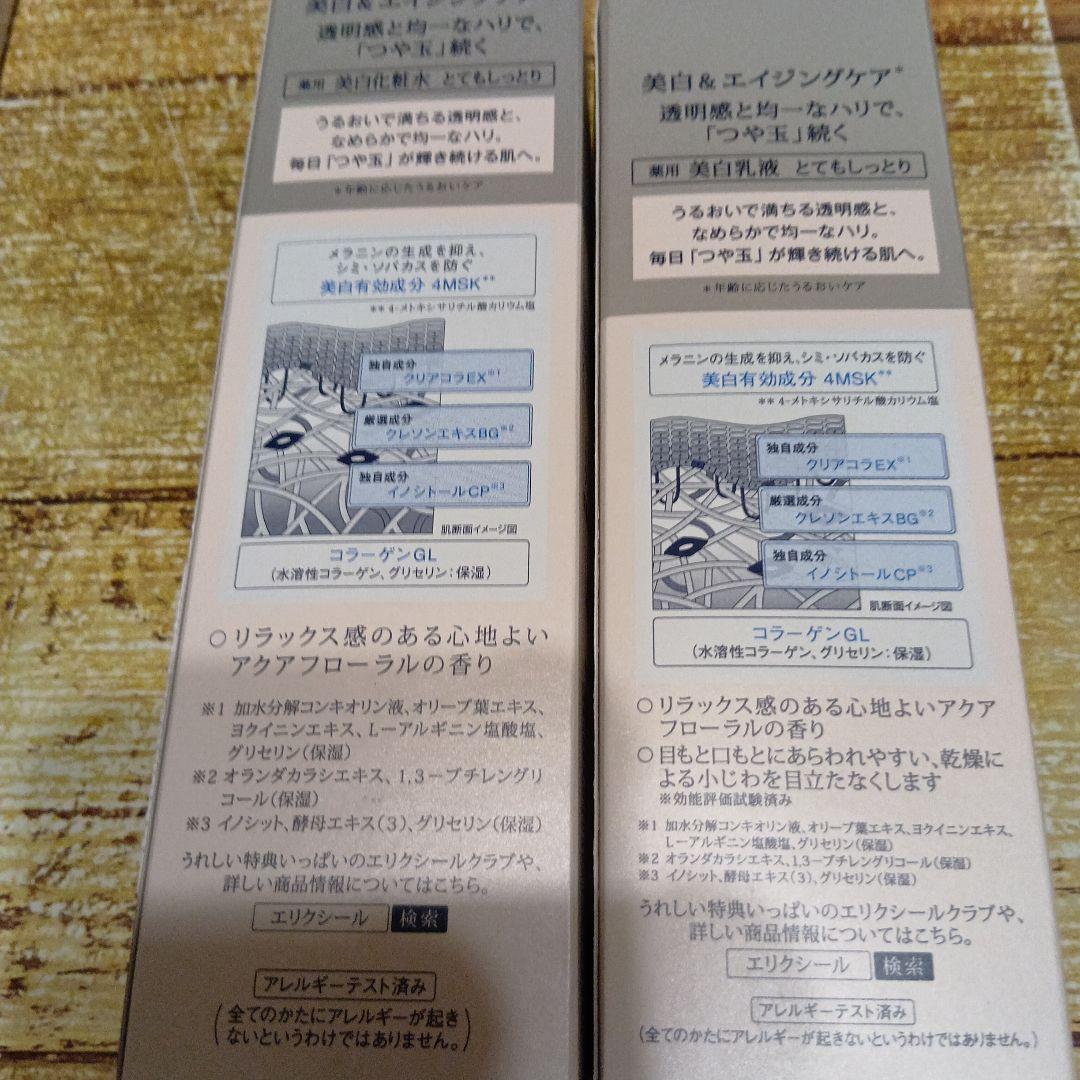 美白&エイジングケア
透明感と均一なハリで、
「つや玉」続く
薬用 美白化粧水 とてもしっとり
うるおいで満ちる透明感と、
なめらかで均一なハリ。
毎日「つや玉」が輝き続ける肌へ。
*年齢に応じたうるおいケア
メラニンの生成を抑え、
シミ・ソバカスを防ぐ
美白有効成分 4MSK**
**4-メトキシサリチル酸カリウム塩
独自成分
クリアコラEX※1
厳選成分
クレソンエキスBG※2
独自成分
イノシトールCP※3
肌断面イメージ図
コラーゲンGL
(水溶性コラーゲン、グリセリン:保湿)
○リラックス感のある心地よい
アクアフローラルの香り
※1 加水分解コンキオリン液、オリーブ葉エキス、
ヨクイニンエキス、L-アルギニン塩酸塩、
グリセリン(保湿)
※2 オランダカラシエキス、1,3-ブチレングリ
コール(保湿)
※3 イノシット、酵母エキス(3)、グリセリン(保湿)
うれしい特典いっぱいのエリクシールクラブや、
詳しい商品情報についてはこちら。
エリクシール 検索
アレルギーテスト済み
(全てのかたにアレルギーが起き
ないというわけではありません。)
美白&エイジングケア*
透明感と均一なハリで、
「つや玉」続く
薬用 美白乳液 とてもしっとり
うるおいで満ちる透明感と、
なめらかで均一なハリ。
毎日「つや玉」が輝き続ける肌へ。
*年齢に応じたうるおいケア
メラニンの生成を抑え、シミ・ソバカスを防ぐ
美白有効成分 4MSK**
**4-メトキシサリチル酸カリウム塩
独自成分
クリアコラEX※1
厳選成分
クレソンエキスBG※2
独自成分
イノシトールCP※3
肌断面イメージ図
コラーゲンGL
(水溶性コラーゲン、グリセリン:保湿)
○リラックス感のある心地よいアクア
フローラルの香り
○目もと口もとにあらわれやすい、乾燥に
よる小じわを目立たなくします
※効能評価試験済み
※1 加水分解コンキオリン液、オリーブ葉エキス、ヨクイニンエキス、
L-アルギニン塩酸塩、グリセリン(保湿)
※2 オランダカラシエキス、1,3-ブチレングリコール(保湿)
※3 イノシット、酵母エキス(3)、グリセリン(保湿)
うれしい特典いっぱいのエリクシールクラブや、
詳しい商品情報についてはこちら。
エリクシール 検索
アレルギーテスト済み
(全てのかたにアレルギーが起きないというわけではありません。)